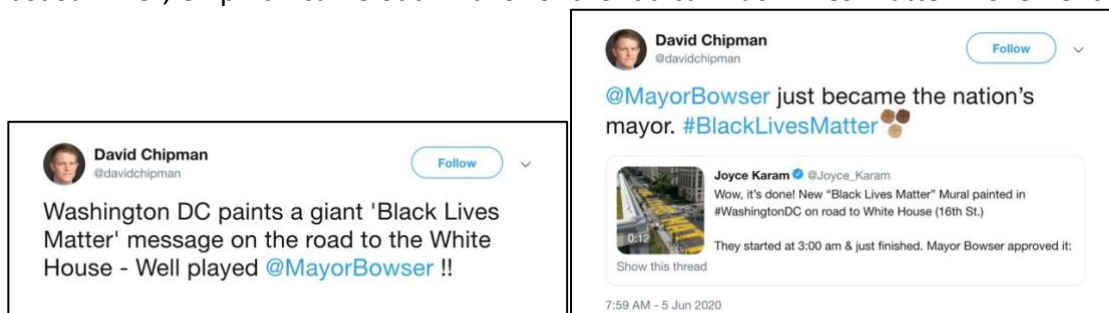 David Chipman
@davidchipman
Follow
Washington DC paints a giant 'Black Lives
Matter' message on the road to the White
House - Well played @MayorBowser !!
David Chipman
@davidchipman
Follow
@MayorBowser just became the nation's
mayor. #BlackLivesMatter
Joyce Karam @Joyce_Karam
Wow, it's done! New "Black Lives Matter" Mural painted in
#WashingtonDC on road to White House (16th St.)
They started at 3:00 am & just finished. Mayor Bowser approved it:
0:12
Show this thread
7:59 AM - 5 Jun 2020